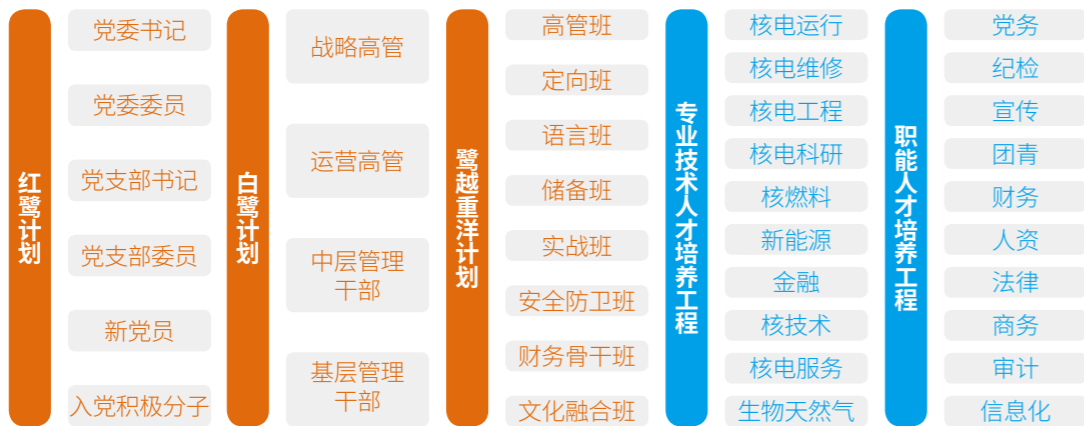 红鹭计划
党委书记
党委委员
党支部书记
党支部委员
新党员
入党积极分子
白鹭计划
战略高管
运营高管
中层管理
干部
基层管理
干部
鹭越重洋计划
高管班
定向班
语言班
储备班
实战班
安全防卫班
财务骨干班
文化融合班
专业技术人才培养工程
核电运行
核电维修
核电工程
核电科研
核燃料
新能源
金融
核技术
核电服务
生物天然气
职能人才培养工程
党务
纪检
宣传
团青
财务
人资
法律
商务
审计
信息化